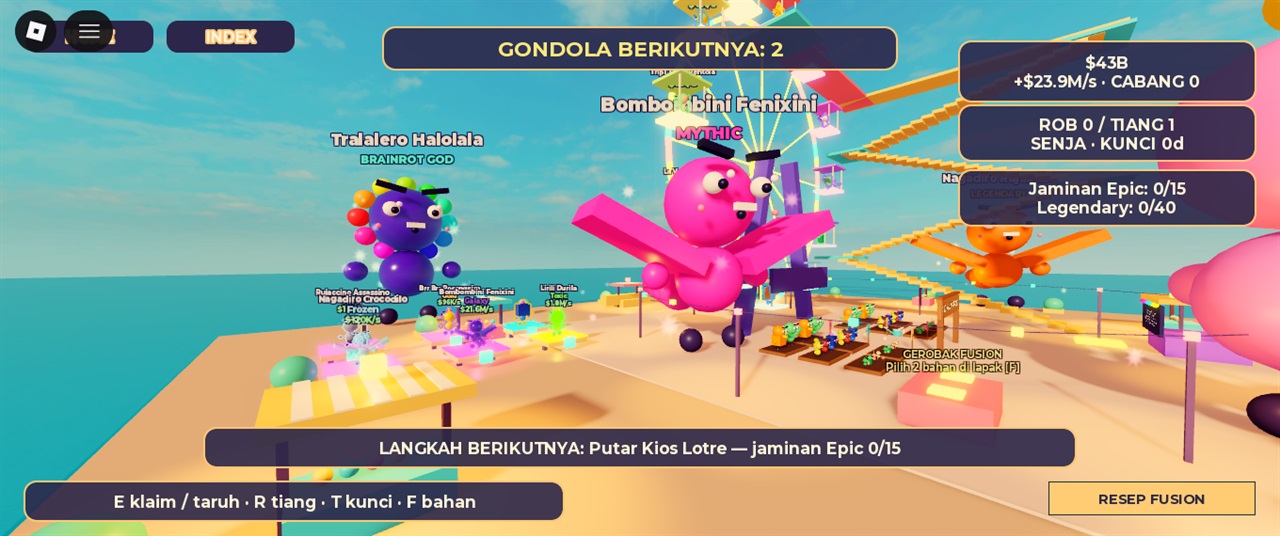 INDEX
GONDOLA BERIKUTNYA: 2
$43B
+$23.9M/s · CABANG 0
ROB 0 / TIANG 1
SENJA · KUNCI 0d
Jaminan Epic: 0/15
Legendary: 0/40
Bombombini Fenixini
MYTHIC
Tralalero Halolala
BRAINROT GOD
Lirili Durila
Toxic
$1.8M/s
Bombombini Fenixini
Galaxy
$21.6M/s
Nagadiro Crocodilo
Frozen
$120K/s
GEROBAK FUSION
Pilih 2 bahan di lapak [F]
LANGKAH BERIKUTNYA: Putar Kios Lotre — jaminan Epic 0/15
E klaim / taruh · R tiang · T kunci · F bahan
RESEP FUSION